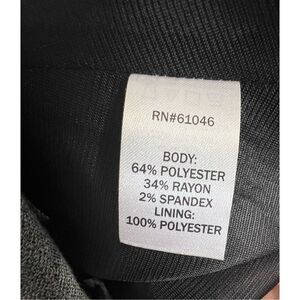 RN#61046
BODY:
64% POLYESTER
34% RAYON
2% SPANDEX
LINING:
100% POLYESTER